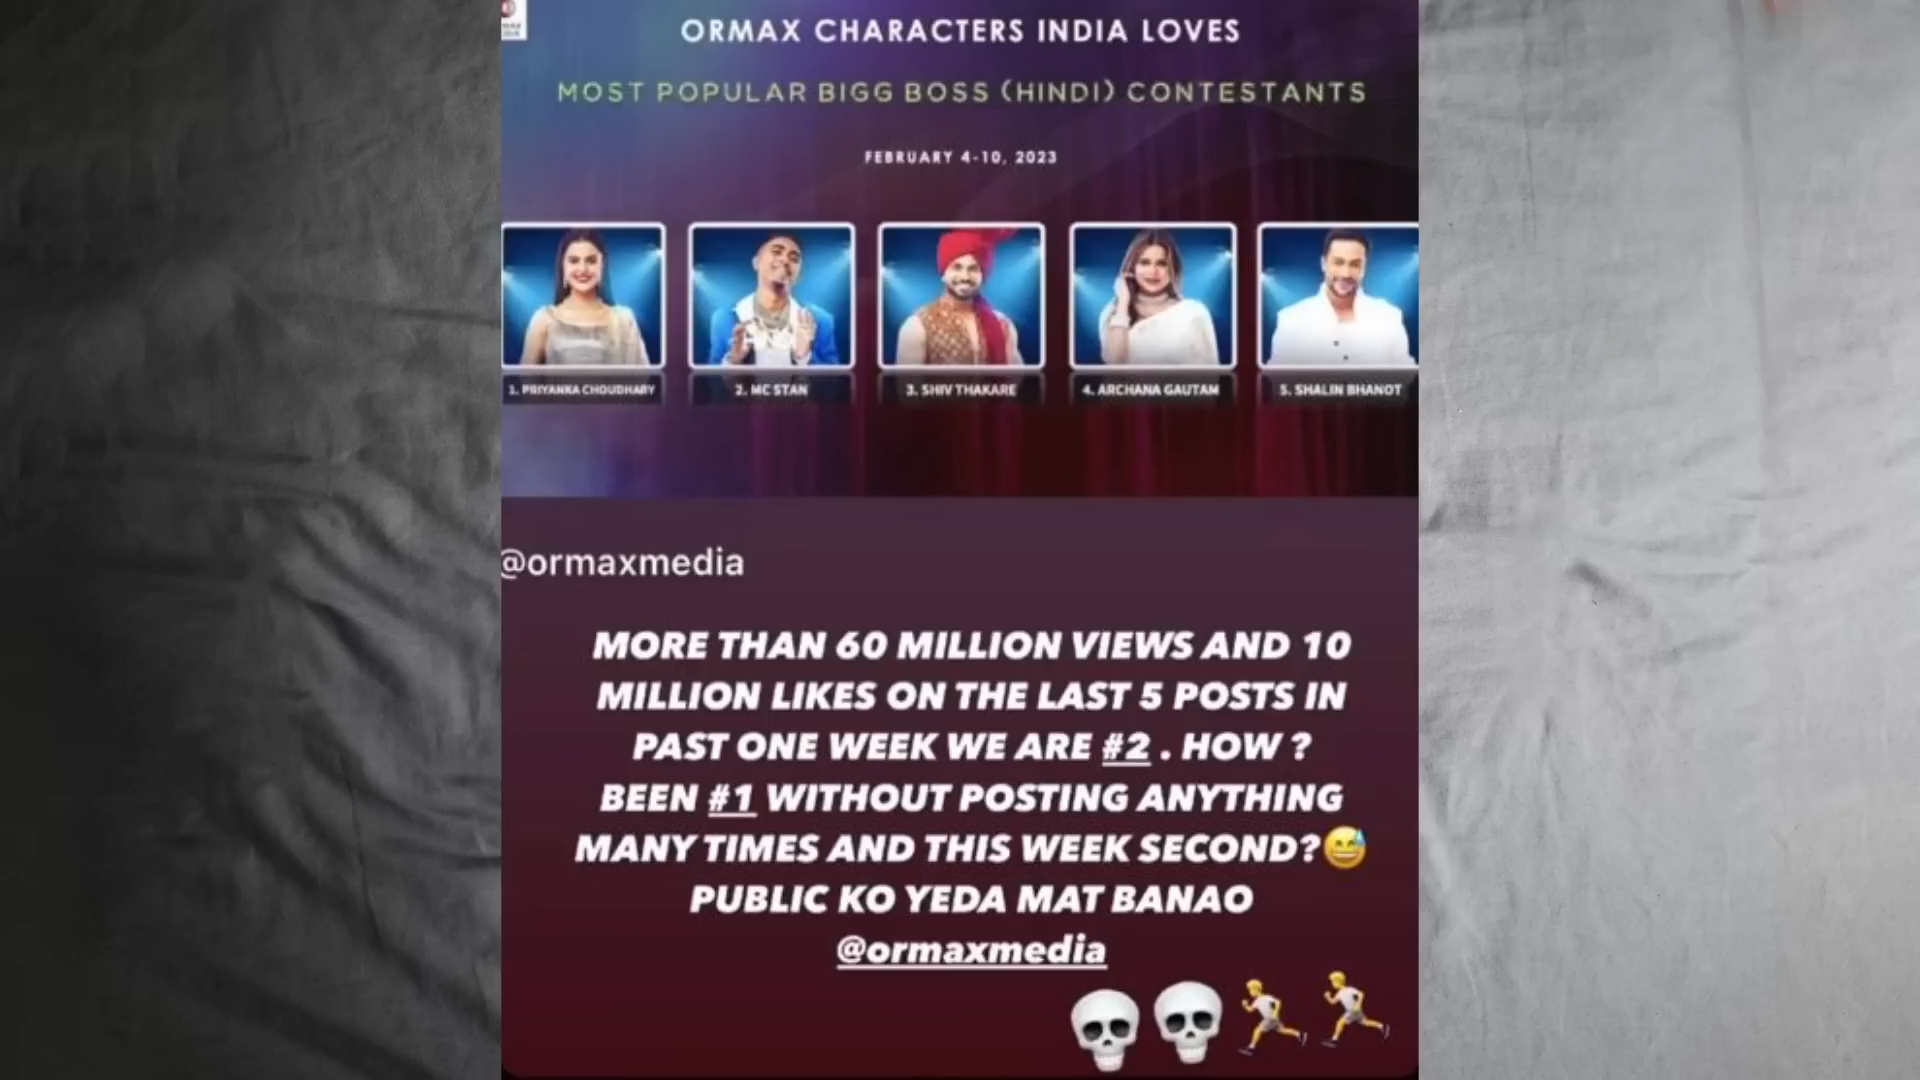 ORMAX CHARACTERS INDIA LOVES
MOST POPULAR BIGG BOSS (HINDI) CONTESTANTS
FEBRUARY 4-10, 2023
1. PRIYANKA CHOUDHARY
2. MC STAN
3. SHIV THAKARE
4. ARCHANA GAUTAM
5. SHALIN BHANOT
@ormaxmedia
MORE THAN 60 MILLION VIEWS AND 10
MILLION LIKES ON THE LAST 5 POSTS IN
PAST ONE WEEK WE ARE #2 . HOW ?
BEEN #1 WITHOUT POSTING ANYTHING
MANY TIMES AND THIS WEEK SECOND?😅
PUBLIC KO YEDA MAT BANAO
@ormaxmedia